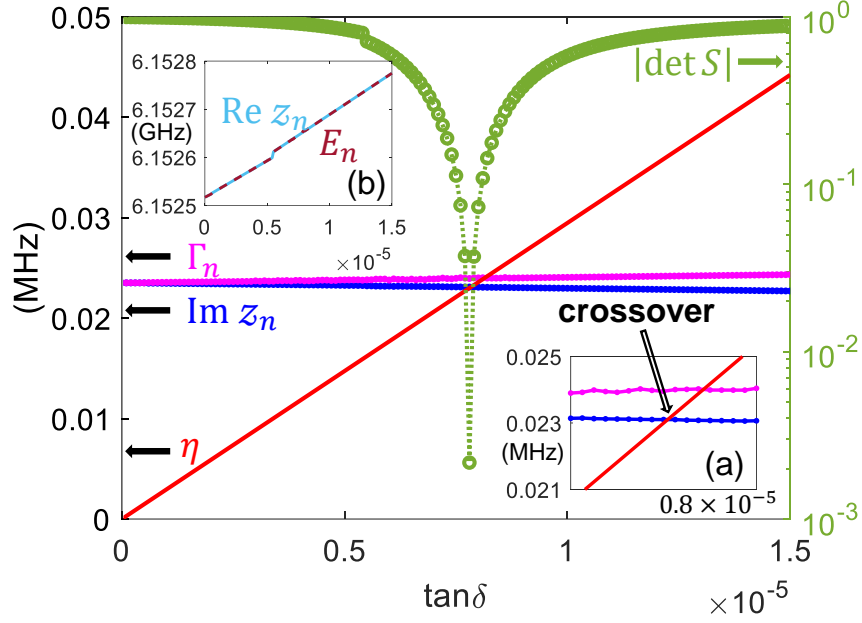 0.05
0.04
0.03
0.02
0.01
0
(MHz)
10^0
10^-1
10^-2
10^-3
|det S|
6.1528
6.1527
(GHz)
6.1526
6.1525
Re z_n
E_n
(b)
0 0.5 1 1.5
×10^-5
Γ_n
Im z_n
η
crossover
0.025
0.023
(MHz)
0.021
(a)
0.8 × 10^-5
0 0.5 1 1.5
tanδ
×10^-5